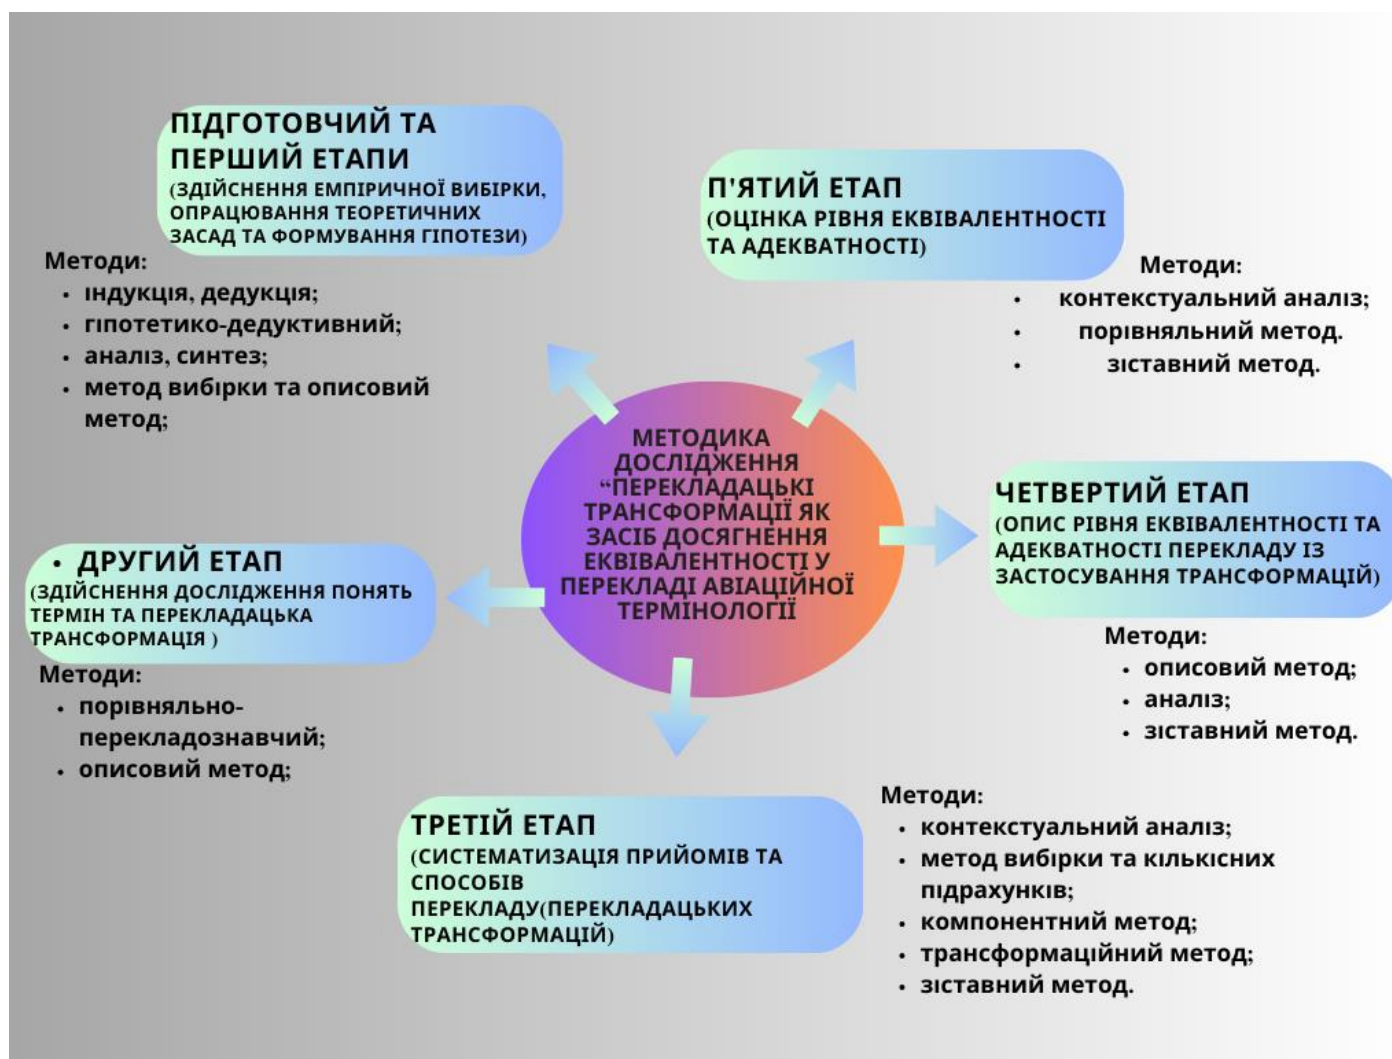 ПІДГОТОВЧИЙ ТА
ПЕРШИЙ ЕТАПИ
(ЗДІЙСНЕННЯ ЕМПІРИЧНОЇ ВИБІРКИ,
ОПРАЦЮВАННЯ ТЕОРЕТИЧНИХ
ЗАСАД ТА ФОРМУВАННЯ ГІПОТЕЗИ)
Методи:
• індукція, дедукція;
• гіпотетико-дедуктивний;
• аналіз, синтез;
• метод вибірки та описовий
метод;
П'ЯТИЙ ЕТАП
(ОЦІНКА РІВНЯ ЕКВІВАЛЕНТНОСТІ
ТА АДЕКВАТНОСТІ)
Методи:
• контекстуальний аналіз;
• порівняльний метод.
• зіставний метод.
МЕТОДИКА
ДОСЛІДЖЕННЯ
“ПЕРЕКЛАДАЦЬКІ
ТРАНСФОРМАЦІЇ ЯК
ЗАСІБ ДОСЯГНЕННЯ
ЕКВІВАЛЕНТНОСТІ У
ПЕРЕКЛАДІ АВІАЦІЙНОЇ
ТЕРМІНОЛОГІЇ
ЧЕТВЕРТИЙ ЕТАП
(ОПИС РІВНЯ ЕКВІВАЛЕНТНОСТІ ТА
АДЕКВАТНОСТІ ПЕРЕКЛАДУ ІЗ
ЗАСТОСУВАННЯ ТРАНСФОРМАЦІЙ)
Методи:
• описовий метод;
• аналіз;
• зіставний метод.
• ДРУГИЙ ЕТАП
(ЗДІЙСНЕННЯ ДОСЛІДЖЕННЯ ПОНЯТЬ
ТЕРМІН ТА ПЕРЕКЛАДАЦЬКА
ТРАНСФОРМАЦІЯ )
Методи:
• порівняльно-
перекладознавчий;
• описовий метод;
ТРЕТІЙ ЕТАП
(СИСТЕМАТИЗАЦІЯ ПРИЙОМІВ ТА
СПОСОБІВ
ПЕРЕКЛАДУ(ПЕРЕКЛАДАЦЬКИХ
ТРАНСФОРМАЦІЙ)
Методи:
• контекстуальний аналіз;
• метод вибірки та кількісних
підрахунків;
• компонентний метод;
• трансформаційний метод;
• зіставний метод.